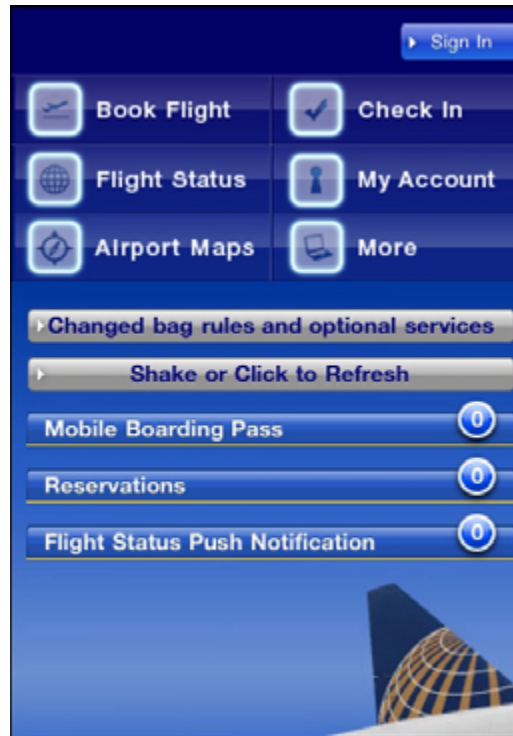 Sign In
Book Flight
Check In
Flight Status
My Account
Airport Maps
More
Changed bag rules and optional services
Shake or Click to Refresh
Mobile Boarding Pass
0
Reservations
0
Flight Status Push Notification
0